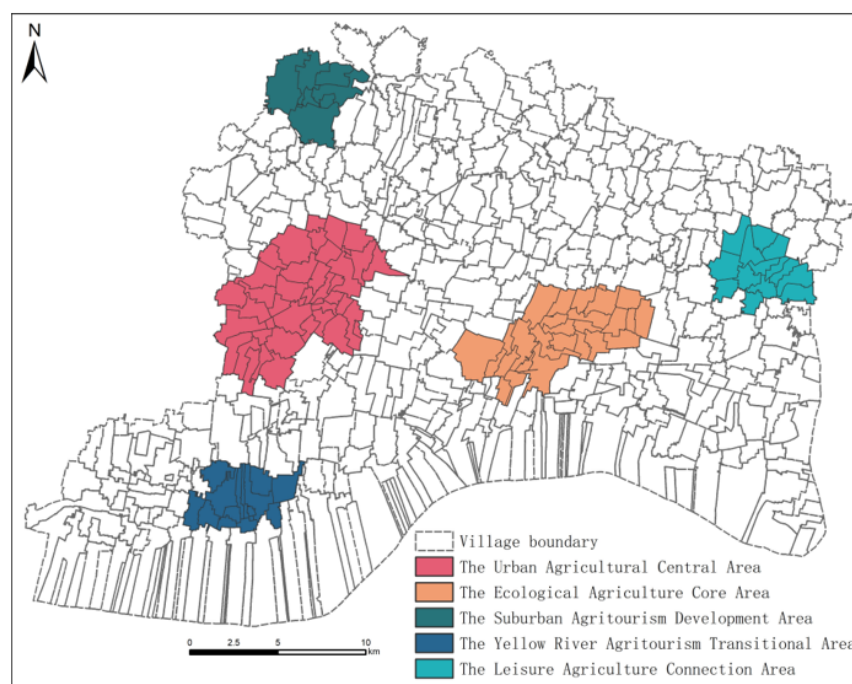 N
Village boundary
The Urban Agricultural Central Area
The Ecological Agriculture Core Area
The Suburban Agritourism Development Area
The Yellow River Agritourism Transitional Area
The Leisure Agriculture Connection Area
0 2.5 5 10
km